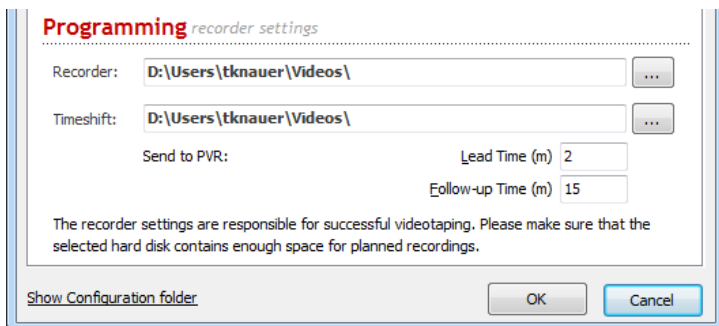 Programming recorder settings
Recorder: D:\Users\tknauer\Videos\ ...
Timeshift: D:\Users\tknauer\Videos\ ...
Send to PVR: Lead Time (m) 2
Follow-up Time (m) 15
The recorder settings are responsible for successful videotaping. Please make sure that the
selected hard disk contains enough space for planned recordings.
Show Configuration folder OK Cancel